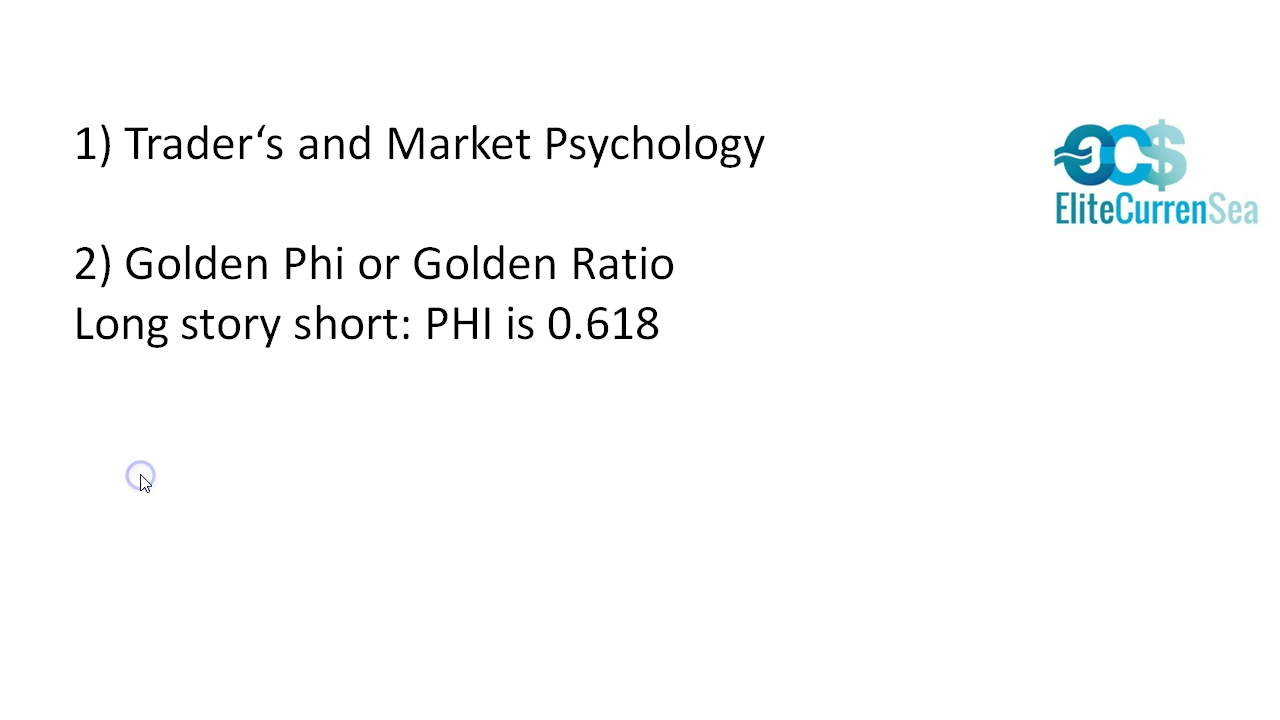 1) Trader‘s and Market Psychology
2) Golden Phi or Golden Ratio
Long story short: PHI is 0.618
eC$
EliteCurrenSea